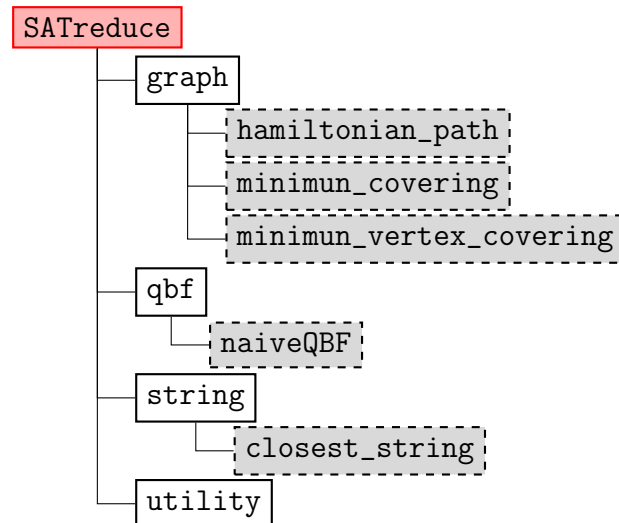 SATreduce
graph
hamiltonian_path
minimun_covering
minimun_vertex_covering
qbf
naiveQBF
string
closest_string
utility